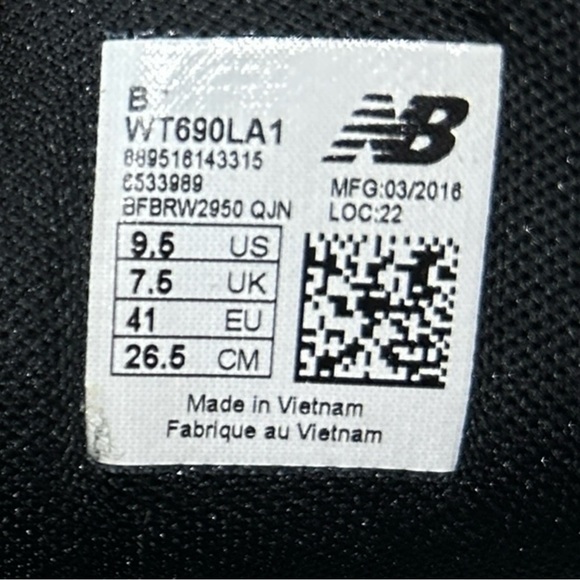 B
WT690LA1
889516143315
6533989
BFBRW2950 QJN
NB
MFG:03/2016
LOC:22
9.5 US
7.5 UK
41 EU
26.5 CM
Made in Vietnam
Fabrique au Vietnam